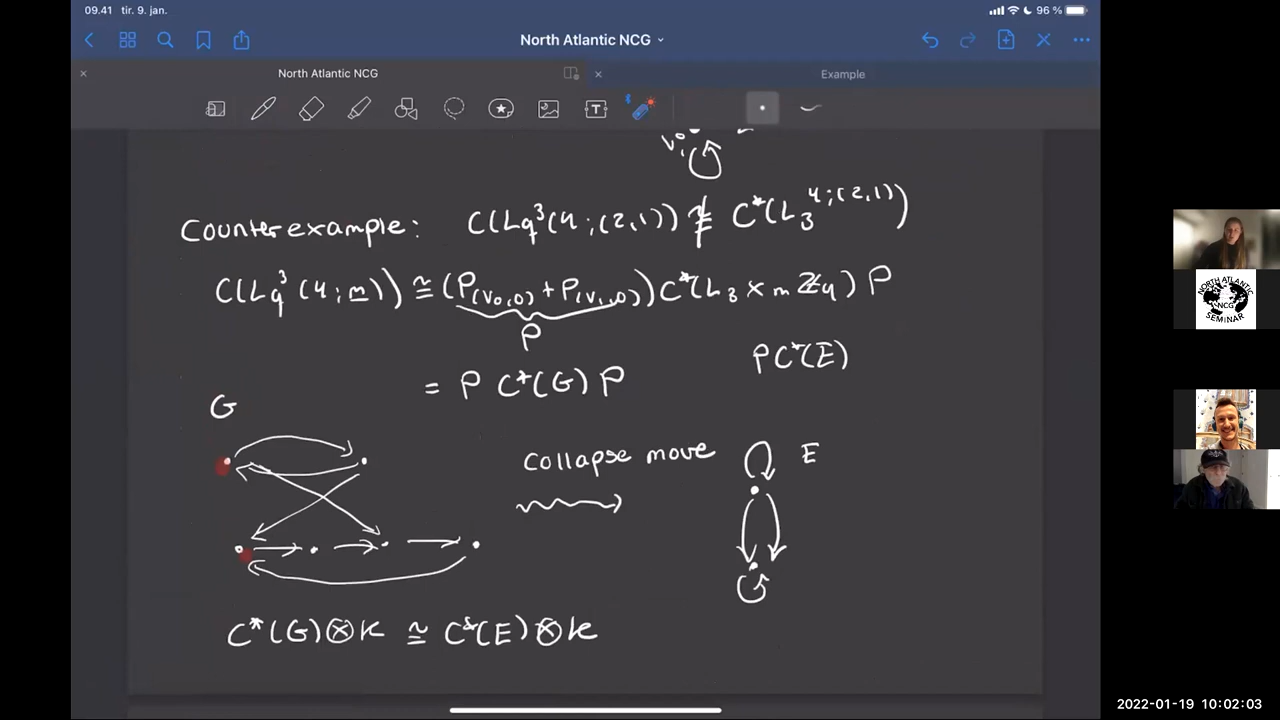 09.41 tir. 9. jan.
96 %
North Atlantic NCG
North Atlantic NCG
Example
V₁
Counterexample: C(Lq³(4;(2,1)) ≇ C*(L₃^{4;(2,1)})
C(Lq³(4;m)) ≅ (P(v₀,0) + P(v₁,0)) C*(L₃ ×m Z₄) P
P
= P C*(G) P
PC*(E)
G
Collapse move
E
C*(G)⊗K ≅ C*(E)⊗K
NORTH ATLANTIC
NCG
SEMINAR
2022-01-19 10:02:03